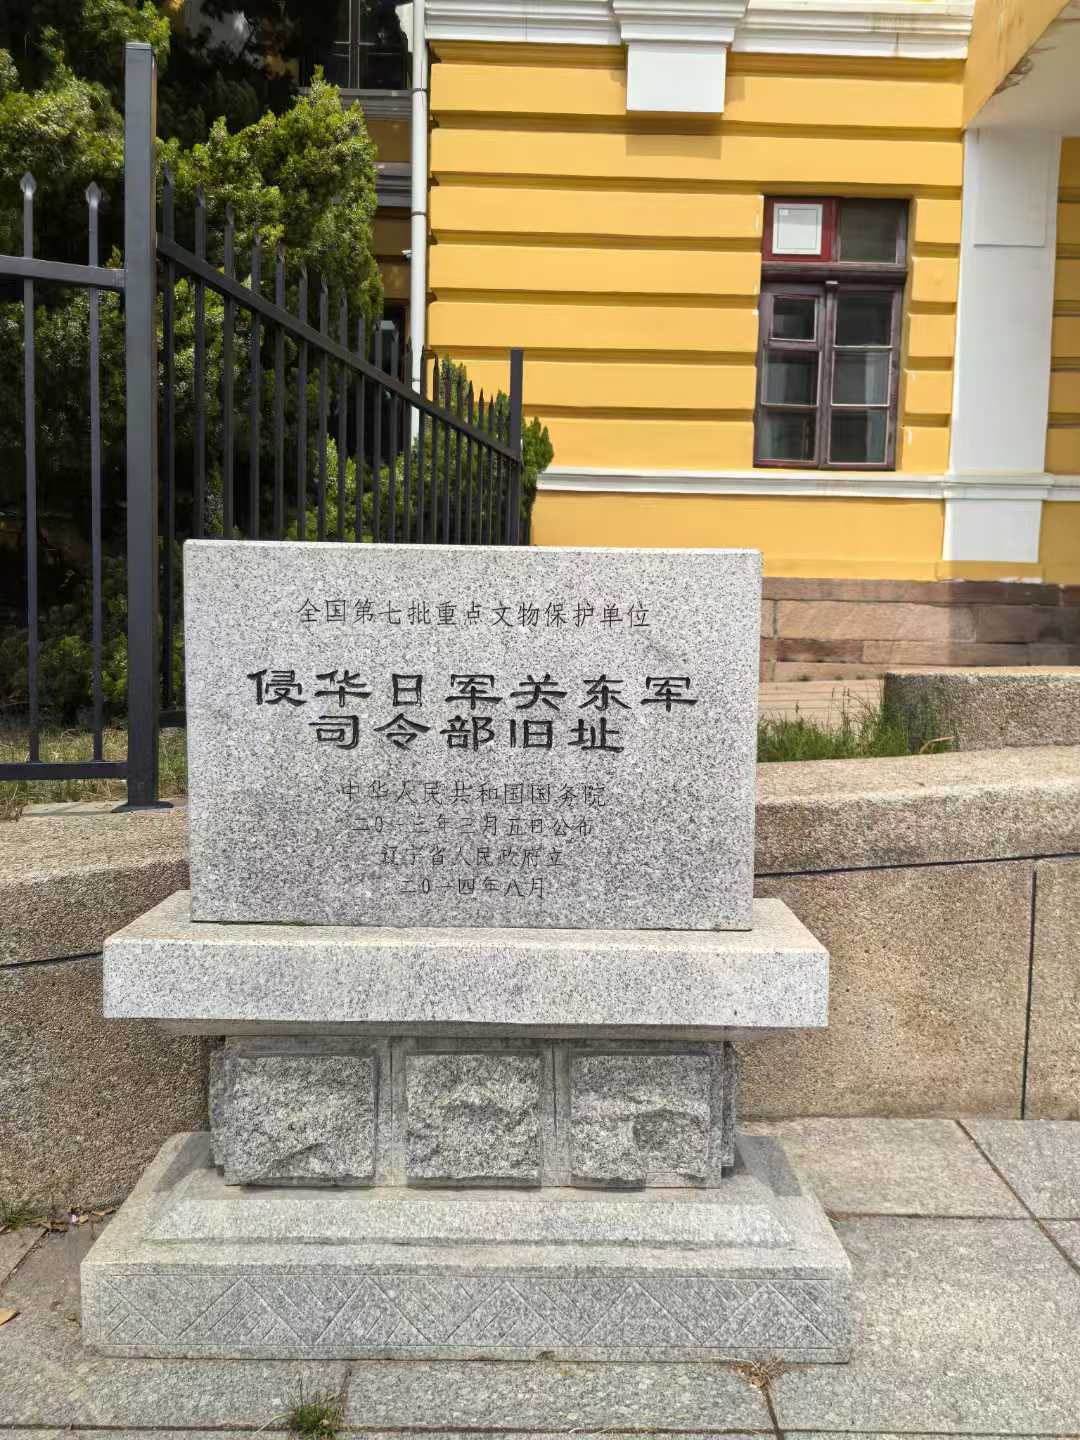 全国第七批重点文物保护单位
侵华日军关东军
司令部旧址
中华人民共和国国务院
二0一三年三月五日公布
辽宁省人民政府立
二0一四年八月